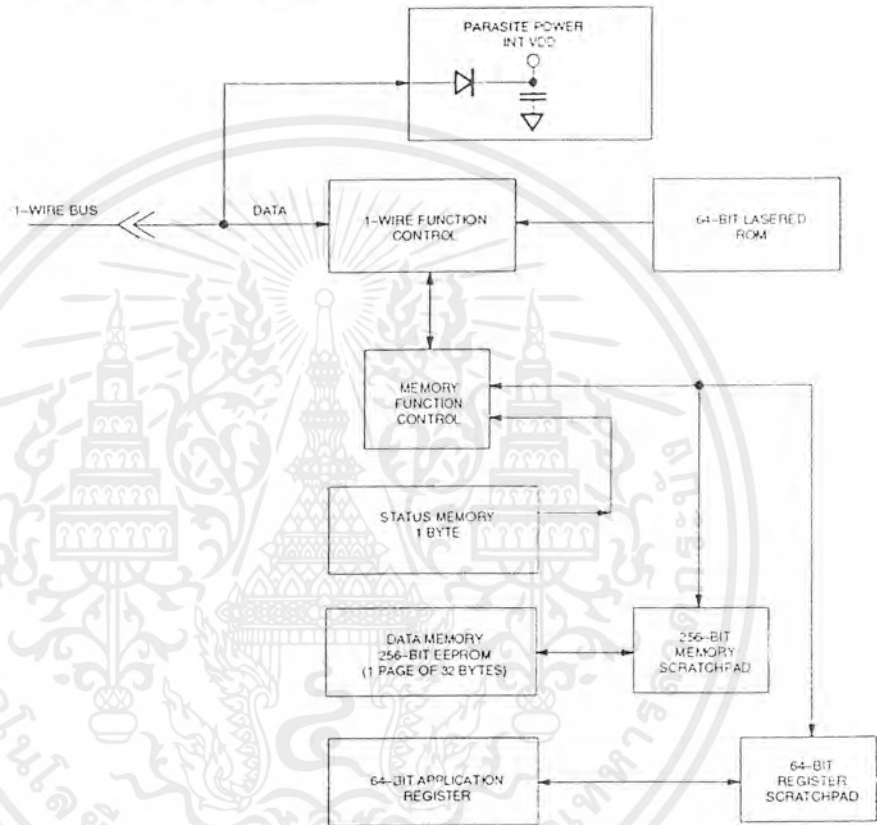 PARASITE POWER
INT VDD
1-WIRE BUS
DATA
1-WIRE FUNCTION
CONTROL
64-BIT LASERED
ROM
MEMORY
FUNCTION
CONTROL
STATUS MEMORY
1 BYTE
DATA MEMORY
256-BIT EEPROM
(1 PAGE OF 32 BYTES)
256-BIT
MEMORY
SCRATCHPAD
64-BIT APPLICATION
REGISTER
64-BIT
REGISTER
SCRATCHPAD